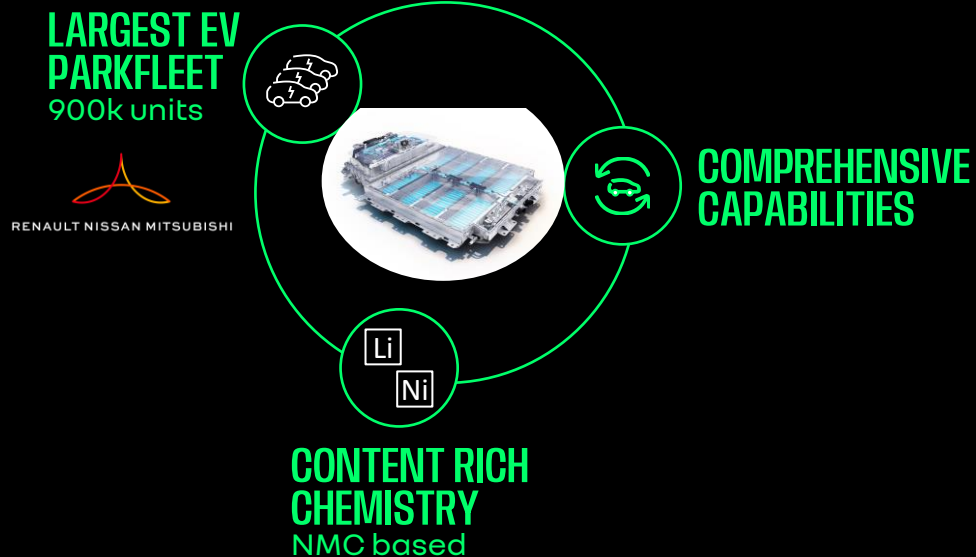 LARGEST EV
PARKFLEET
900k units
RENAULT NISSAN MITSUBISHI
COMPREHENSIVE
CAPABILITIES
Li
Ni
CONTENT RICH
CHEMISTRY
NMC based